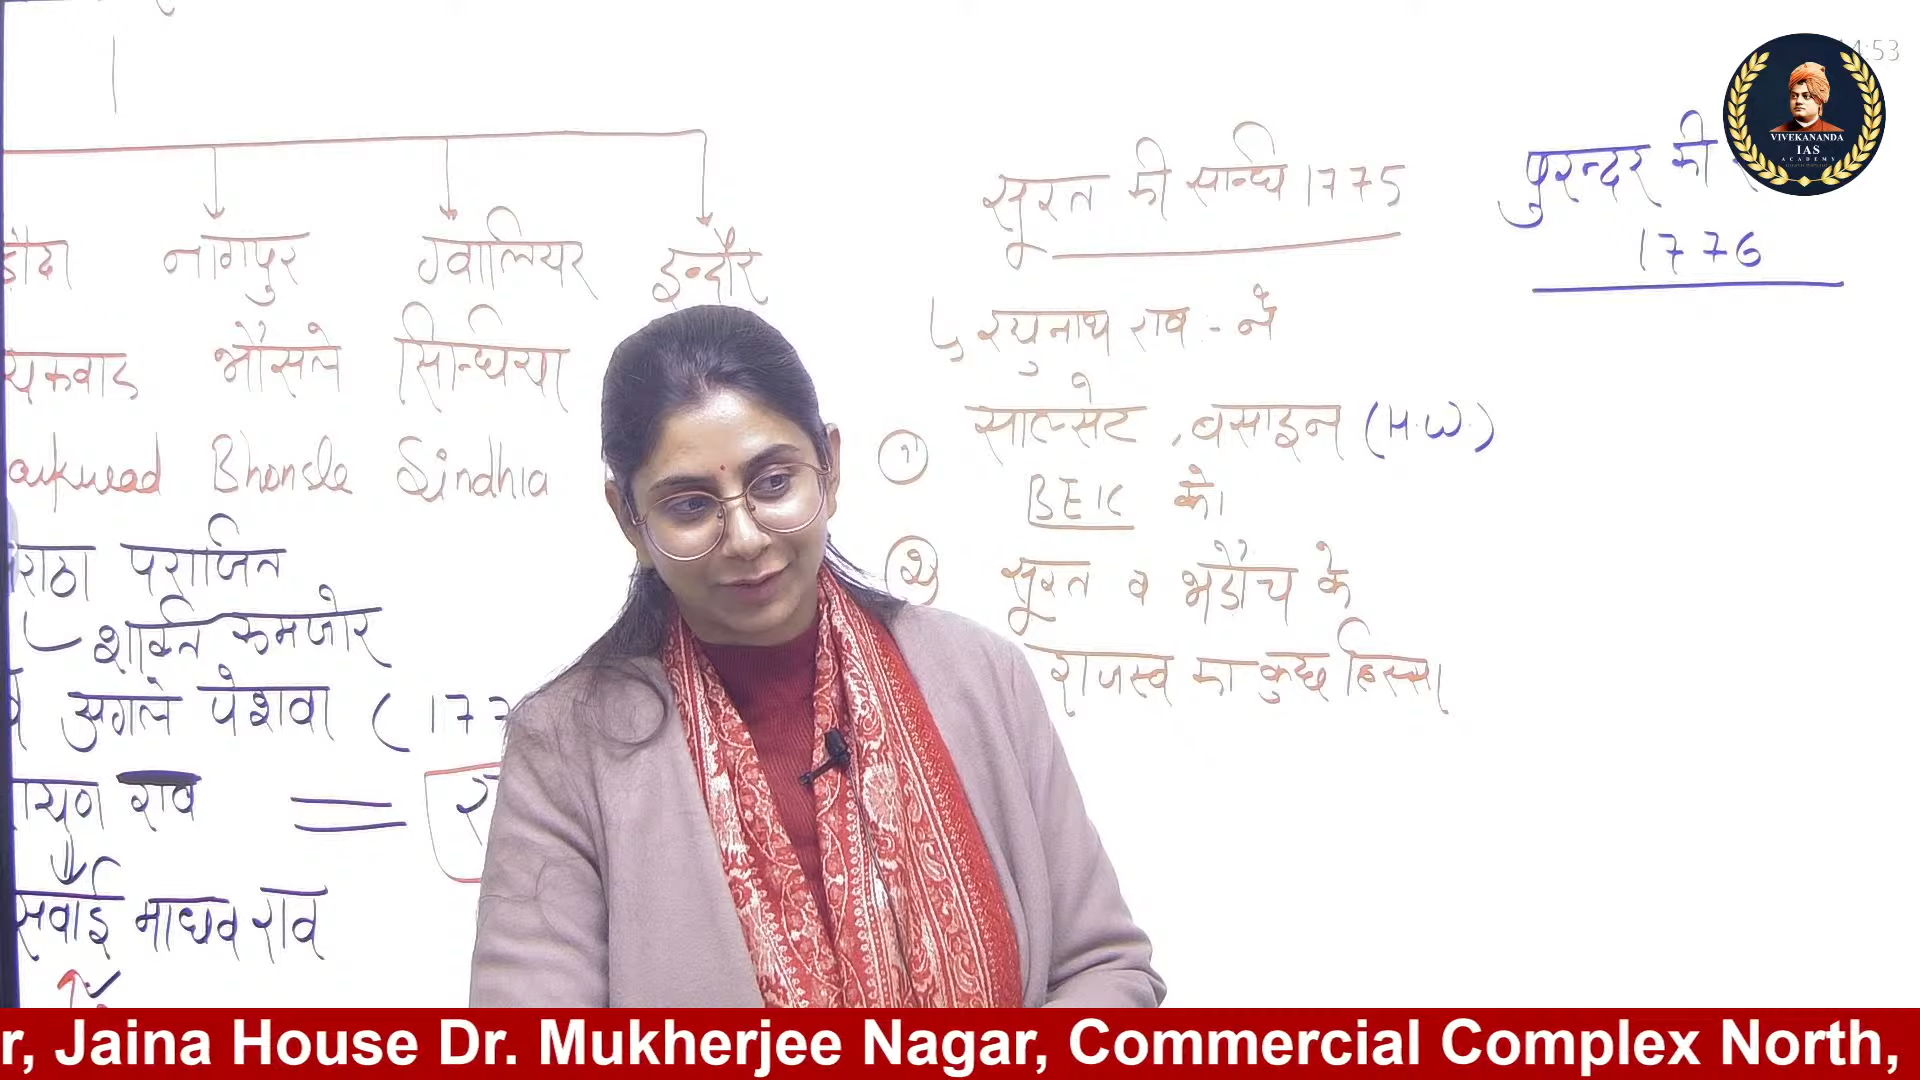 नागपुर ग्वालियर इन्दौर
भोंसले सिन्धिया
Bhonsle Sindhia
पराजित
शक्ति कमजोर
अगले पेशवा ( 177
राव =
सवाई माधव राव
सूरत की सन्धि 1775
रघुनाथ राव :- ने
① साल्सेट , बसाइन (H.W.)
BEIC को।
② सूरत व भड़ौच के
राजस्व का कुछ हिस्सा
पुरन्दर की
1776
:53
VIVEKANANDA
IAS
ACADEMY
r, Jaina House Dr. Mukherjee Nagar, Commercial Complex North,